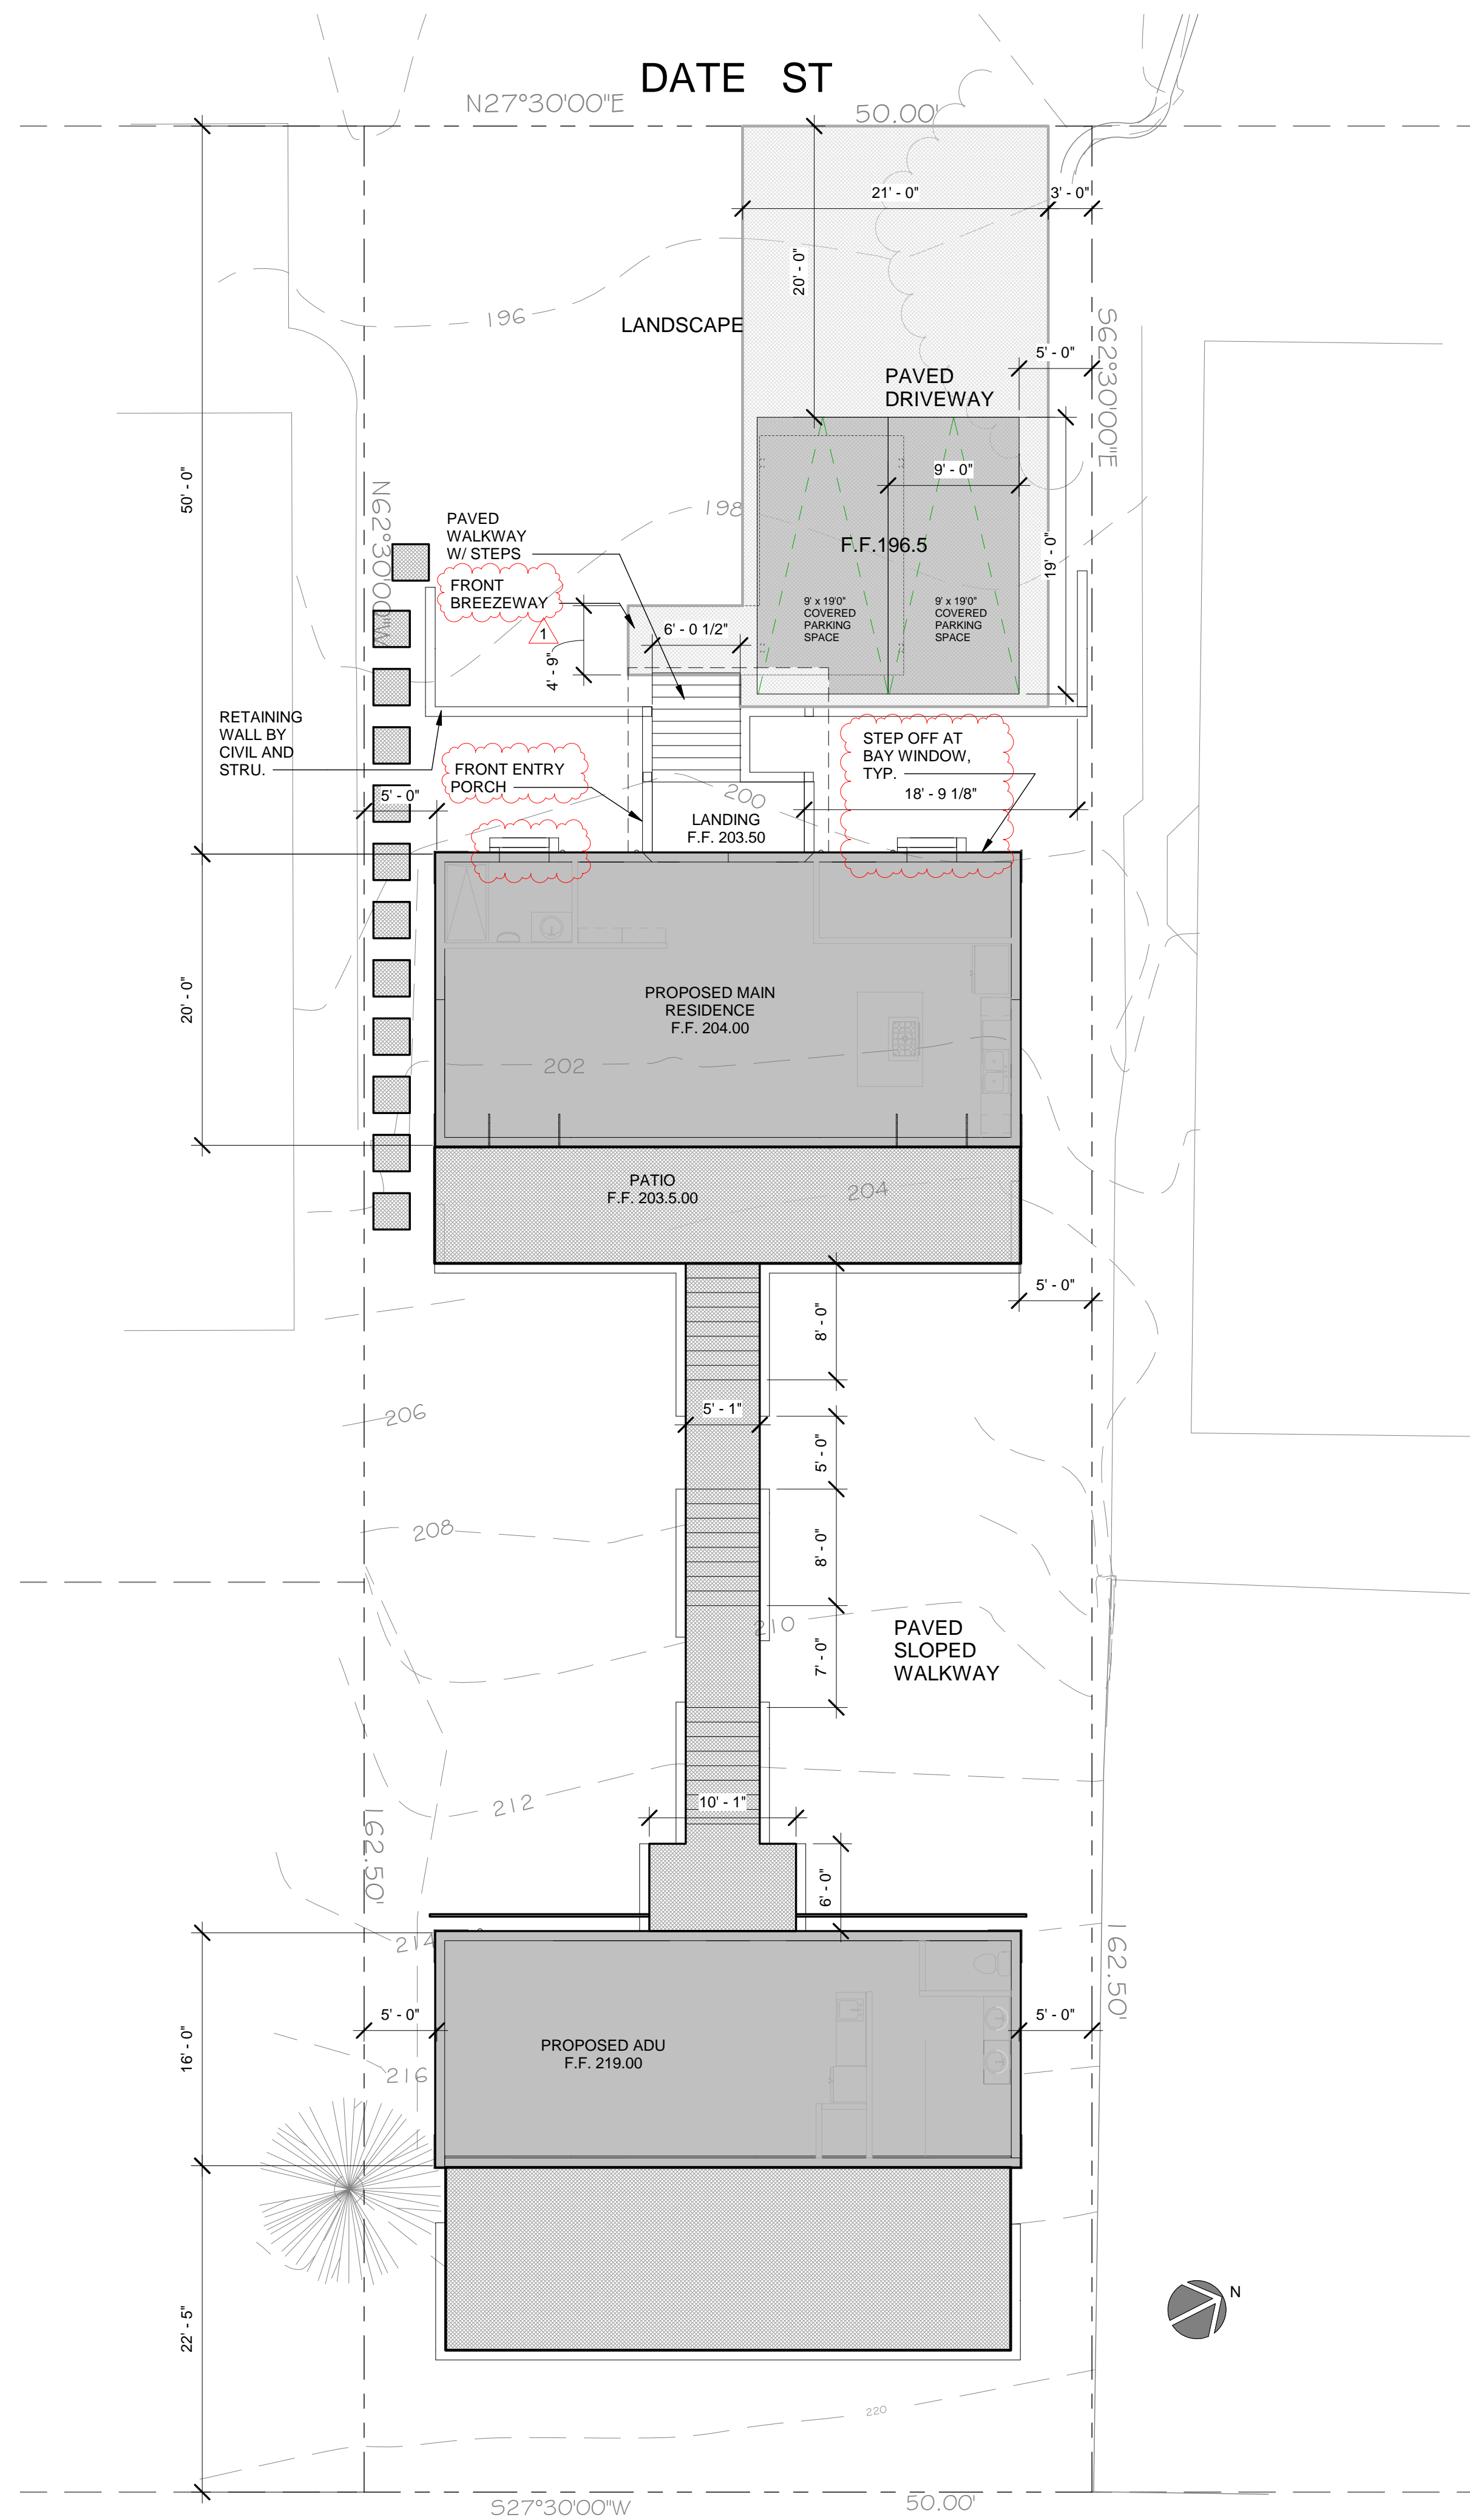 DATE ST
N27°30'00"E
50.00'
21' - 0"
3' - 0"
20' - 0"
196
LANDSCAPE
S62°30'00"E
5' - 0"
PAVED
DRIVEWAY
50' - 0"
9' - 0"
N62°30'00"W
198
PAVED
WALKWAY
W/ STEPS
F.F.196.5
19' - 0"
FRONT
BREEZEWAY
1
9' x 19'0"
COVERED
PARKING
SPACE
9' x 19'0"
COVERED
PARKING
SPACE
6' - 0 1/2"
4' - 9"
RETAINING
WALL BY
CIVIL AND
STRU.
STEP OFF AT
BAY WINDOW,
TYP.
FRONT ENTRY
PORCH
5' - 0"
200
18' - 9 1/8"
LANDING
F.F. 203.50
20' - 0"
PROPOSED MAIN
RESIDENCE
F.F. 204.00
202
PATIO
F.F. 203.5.00
204
5' - 0"
8' - 0"
206
5' - 1"
5' - 0"
208
8' - 0"
210
PAVED
SLOPED
WALKWAY
7' - 0"
212
10' - 1"
162.50'
6' - 0"
214
162.50'
5' - 0"
5' - 0"
16' - 0"
PROPOSED ADU
F.F. 219.00
216
N
22' - 5"
220
S27°30'00"W
50.00'